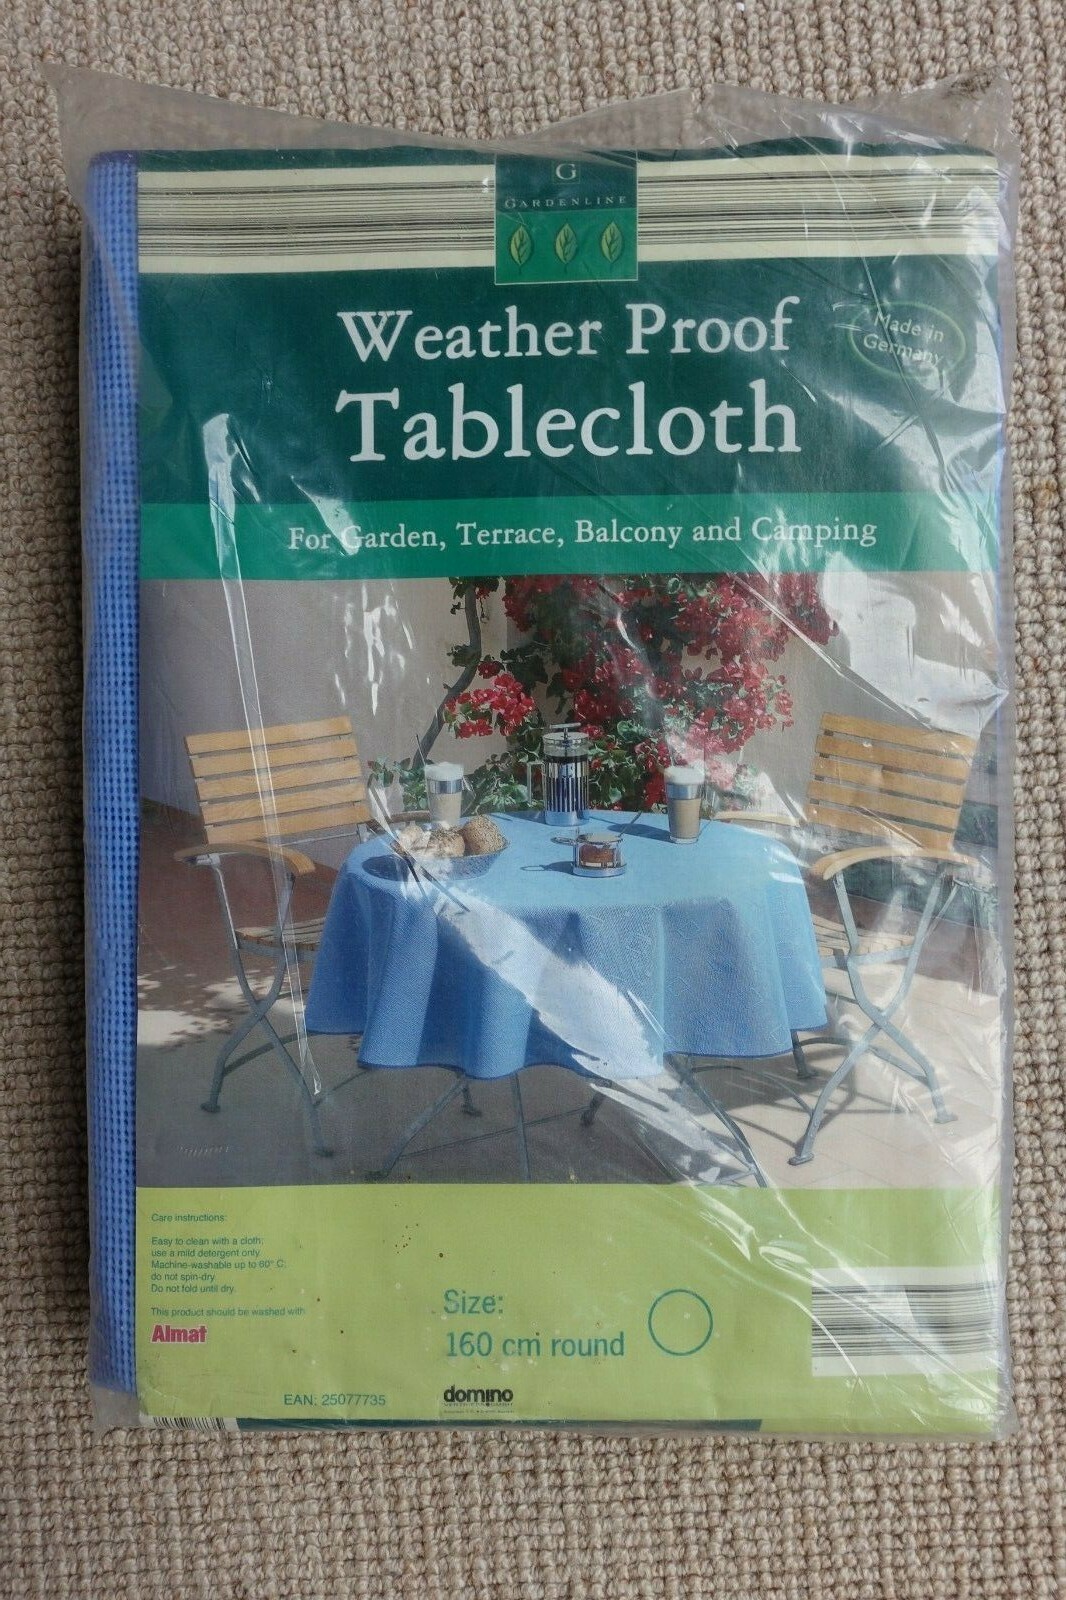 G
GARDENLINE
Weather Proof
Tablecloth
Made in
Germany
For Garden, Terrace, Balcony and Camping
Care instructions:
Easy to clean with a cloth;
use a mild detergent only
Machine-washable up to 60° C;
do not spin-dry.
Do not fold until dry.
This product should be washed with
Almat
Size:
160 cm round
EAN: 25077735
domino